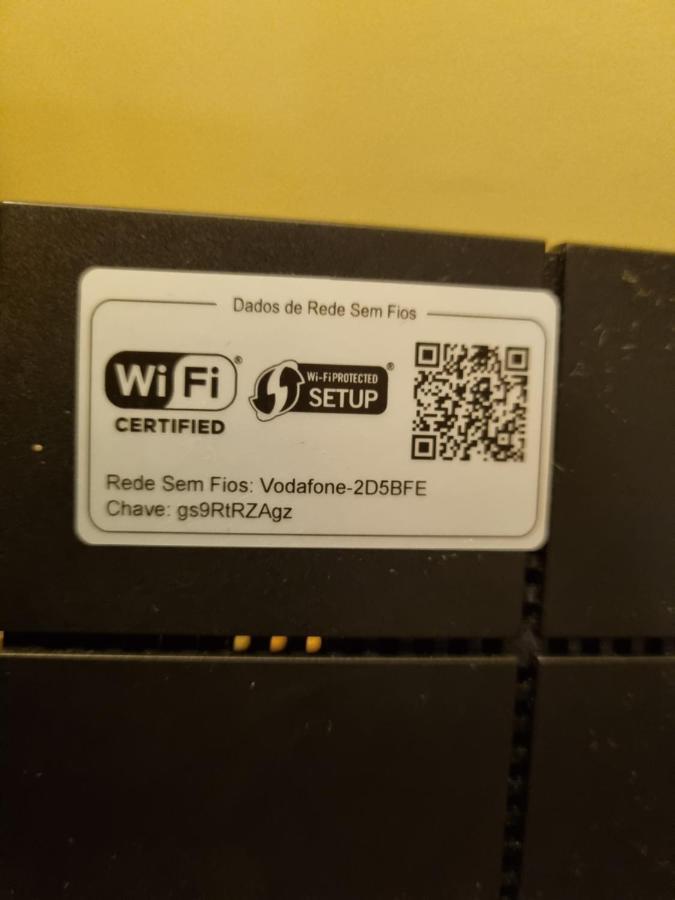 Dados de Rede Sem Fios
WiFi® CERTIFIED
Wi-Fi PROTECTED SETUP®
Rede Sem Fios: Vodafone-2D5BFE
Chave: gs9RtRZAgz